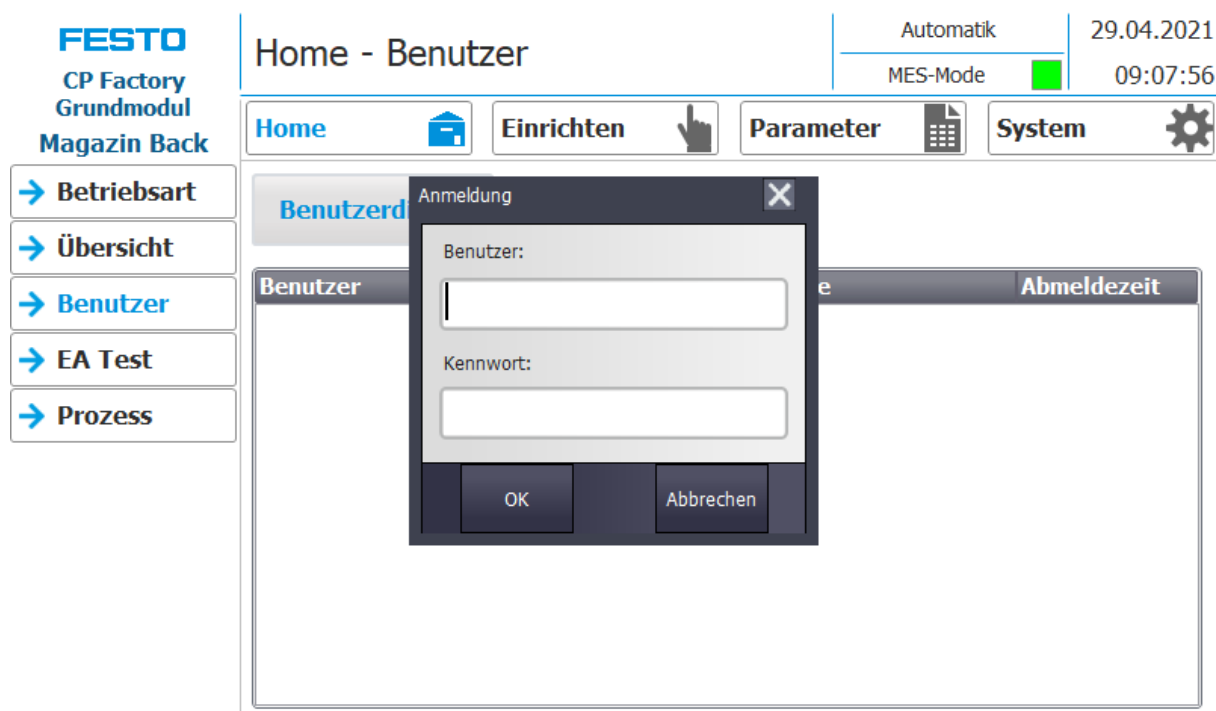 FESTO
CP Factory
Grundmodul
Magazin Back
Home - Benutzer
Automatik
MES-Mode
29.04.2021
09:07:56
Home
Einrichten
Parameter
System
Betriebsart
Übersicht
Benutzer
EA Test
Prozess
Benutzerdi
Benutzer
e
Abmeldezeit
Anmeldung
Benutzer:
Kennwort:
OK
Abbrechen